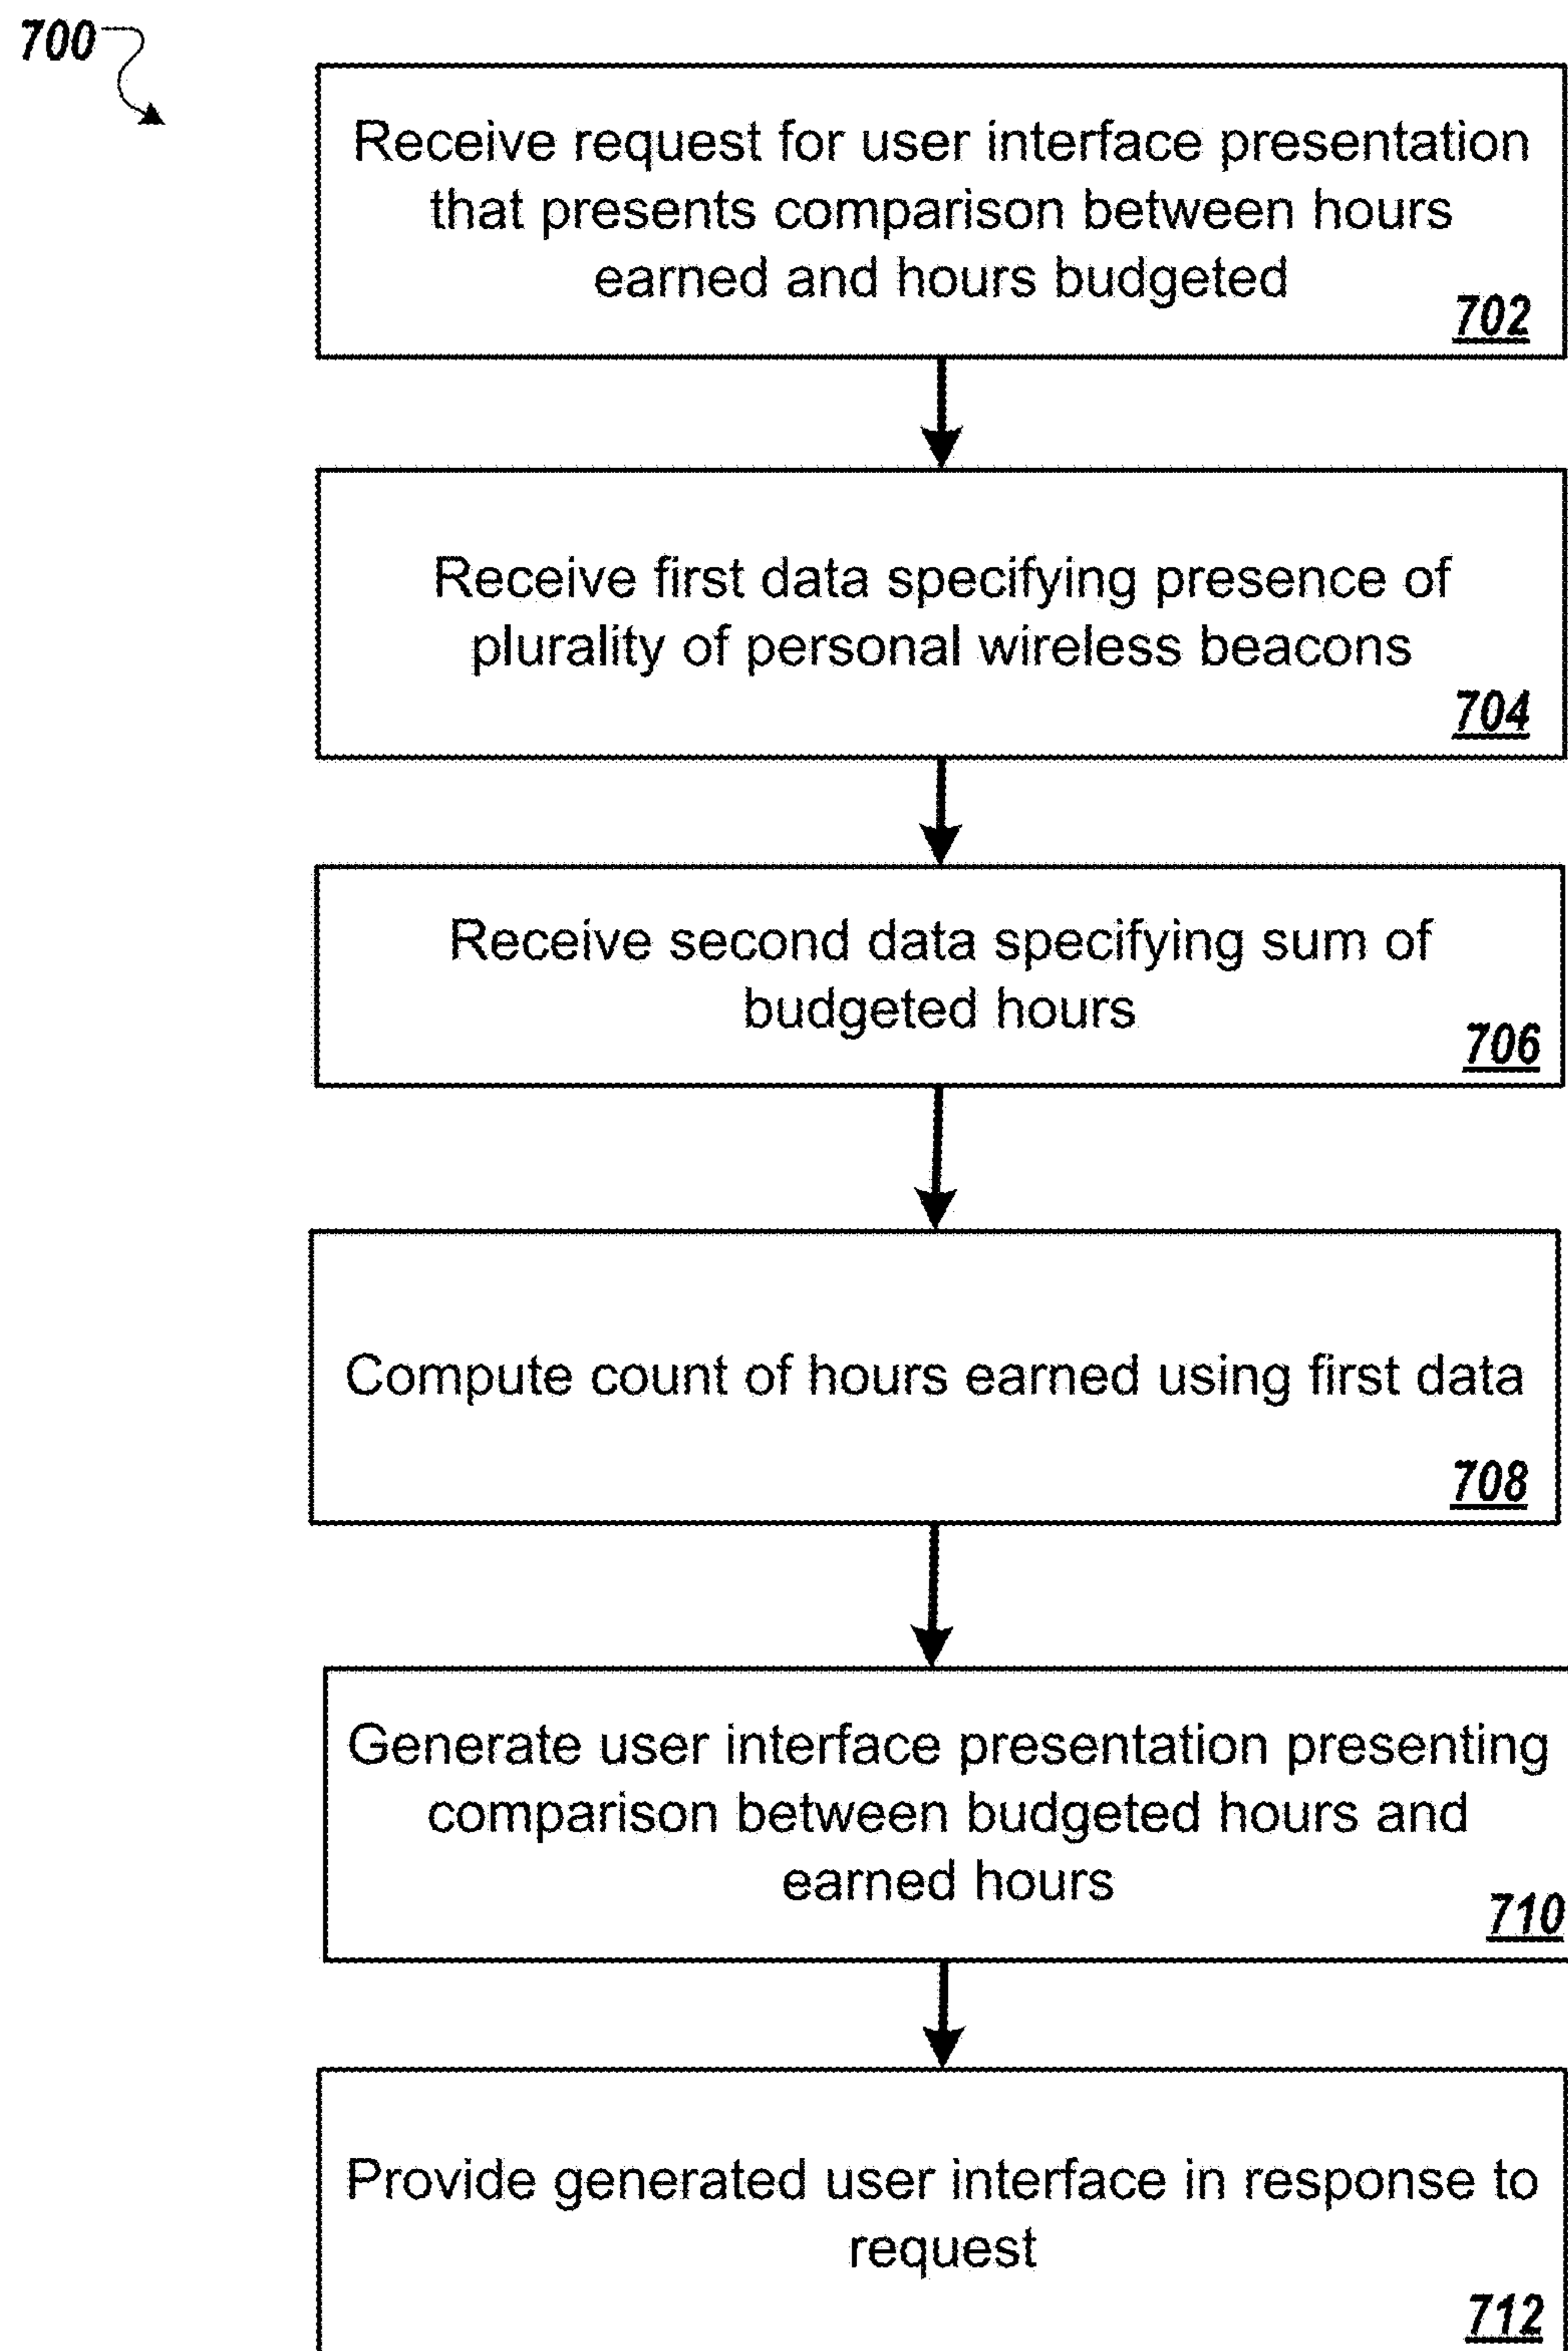 700
Receive request for user interface presentation
that presents comparison between hours
earned and hours budgeted
702
Receive first data specifying presence of
plurality of personal wireless beacons
704
Receive second data specifying sum of
budgeted hours
706
Compute count of hours earned using first data
708
Generate user interface presentation presenting
comparison between budgeted hours and
earned hours
710
Provide generated user interface in response to
request
712